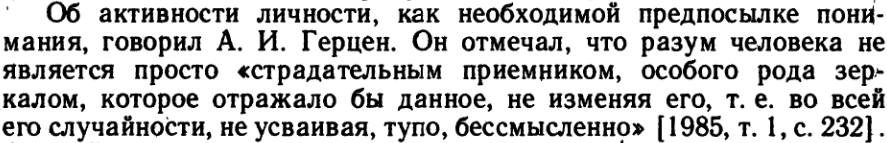 Об активности личности, как необходимой предпосылке пони-
мания, говорил А. И. Герцен. Он отмечал, что разум человека не
является просто «страдательным приемником, особого рода зер-
калом, которое отражало бы данное, не изменяя его, т. е. во всей
его случайности, не усваивая, тупо, бессмысленно» [1985, т. 1, с. 232].